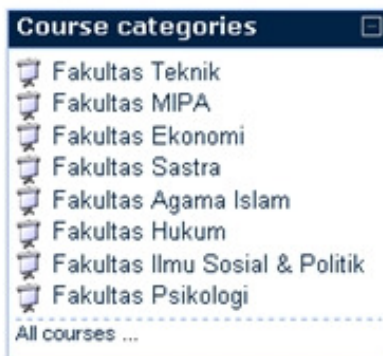 Course categories
Fakultas Teknik
Fakultas MIPA
Fakultas Ekonomi
Fakultas Sastra
Fakultas Agama Islam
Fakultas Hukum
Fakultas Ilmu Sosial & Politik
Fakultas Psikologi
All courses ...